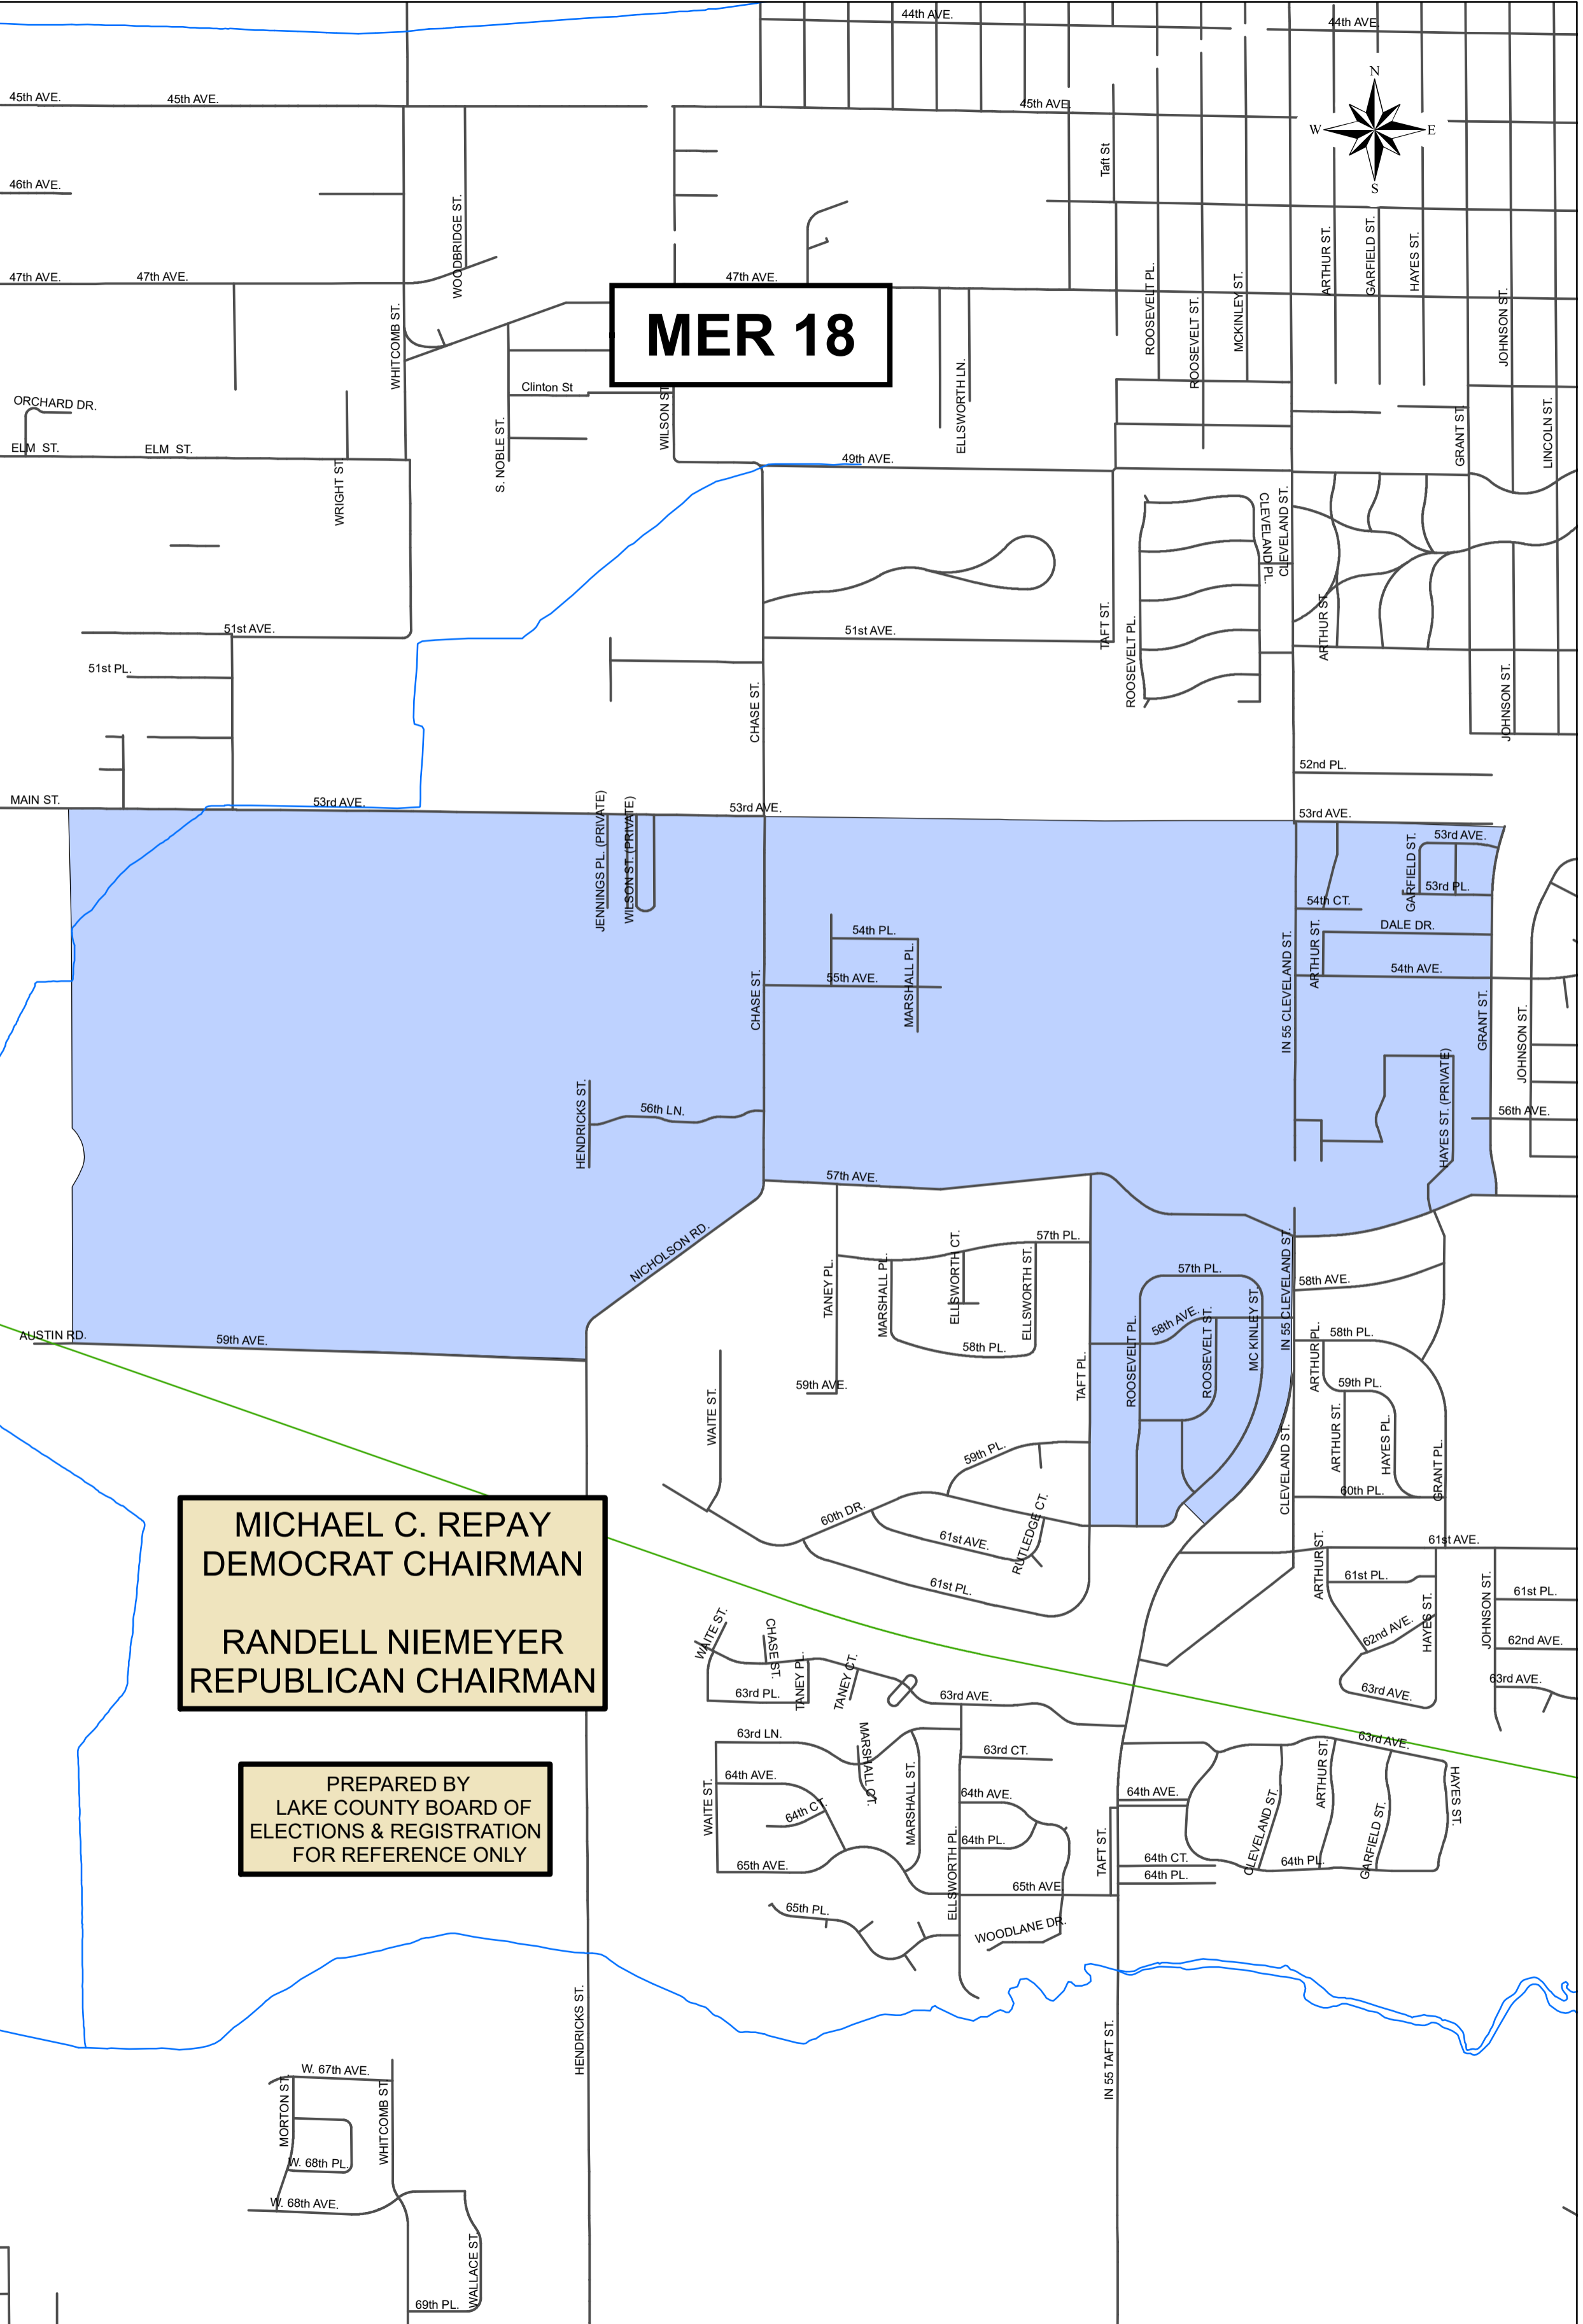 44th AVE.
44th AVE.
N
W
E
S
45th AVE.
45th AVE.
45th AVE.
Taft St
46th AVE.
WOODBRIDGE ST.
ARTHUR ST.
GARFIELD ST.
HAYES ST.
47th AVE.
47th AVE.
47th AVE.
ROOSEVELT PL.
ROOSEVELT ST.
MCKINLEY ST.
JOHNSON ST.
MER 18
WHITCOMB ST.
ELLSWORTH LN.
Clinton St
WILSON ST.
ORCHARD DR.
S. NOBLE ST.
GRANT ST.
LINCOLN ST.
ELM ST.
ELM ST.
49th AVE.
WRIGHT ST.
CLEVELAND PL.
CLEVELAND ST.
51st AVE.
51st AVE.
TAFT ST.
ROOSEVELT PL.
ARTHUR ST.
51st PL.
CHASE ST.
JOHNSON ST.
52nd PL.
MAIN ST.
53rd AVE.
53rd AVE.
53rd AVE.
JENNINGS PL. (PRIVATE)
WILSON ST. (PRIVATE)
53rd AVE.
GARFIELD ST.
53rd PL.
54th CT.
DALE DR.
54th PL.
MARSHALL PL.
ARTHUR ST.
54th AVE.
55th AVE.
CHASE ST.
IN 55 CLEVELAND ST.
GRANT ST.
JOHNSON ST.
HENDRICKS ST.
56th LN.
HAYES ST. (PRIVATE)
56th AVE.
57th AVE.
NICHOLSON RD.
TANEY PL.
MARSHALL PL.
ELLSWORTH CT.
ELLSWORTH ST.
57th PL.
57th PL.
58th AVE.
IN 55 CLEVELAND ST.
58th AVE.
AUSTIN RD.
59th AVE.
58th PL.
ROOSEVELT PL.
ROOSEVELT ST.
MC KINLEY ST.
ARTHUR PL.
58th PL.
59th AVE.
TAFT PL.
59th PL.
WAITE ST.
ARTHUR ST.
HAYES PL.
59th PL.
CLEVELAND ST.
60th PL.
GRANT PL.
60th DR.
61st AVE.
RUTLEDGE CT.
61st AVE.
MICHAEL C. REPAY
DEMOCRAT CHAIRMAN
RANDELL NIEMEYER
REPUBLICAN CHAIRMAN
61st PL.
ARTHUR ST.
61st PL.
61st PL.
WAITE ST.
CHASE ST.
62nd AVE.
HAYES ST.
JOHNSON ST.
62nd AVE.
TANEY PL.
TANEY CT.
63rd PL.
63rd AVE.
63rd AVE.
63rd AVE.
63rd LN.
63rd CT.
63rd AVE.
PREPARED BY
LAKE COUNTY BOARD OF
ELECTIONS & REGISTRATION
FOR REFERENCE ONLY
WAITE ST.
64th AVE.
MARSHALL CT.
MARSHALL ST.
64th AVE.
64th AVE.
ARTHUR ST.
HAYES ST.
64th CT.
64th PL.
CLEVELAND ST.
GARFIELD ST.
65th AVE.
ELLSWORTH PL.
TAFT ST.
64th CT.
64th PL.
64th PL.
65th AVE
65th PL.
WOODLANE DR.
HENDRICKS ST.
IN 55 TAFT ST.
W. 67th AVE.
MORTON ST.
WHITCOMB ST.
W. 68th PL.
W. 68th AVE.
WALLACE ST.
69th PL.